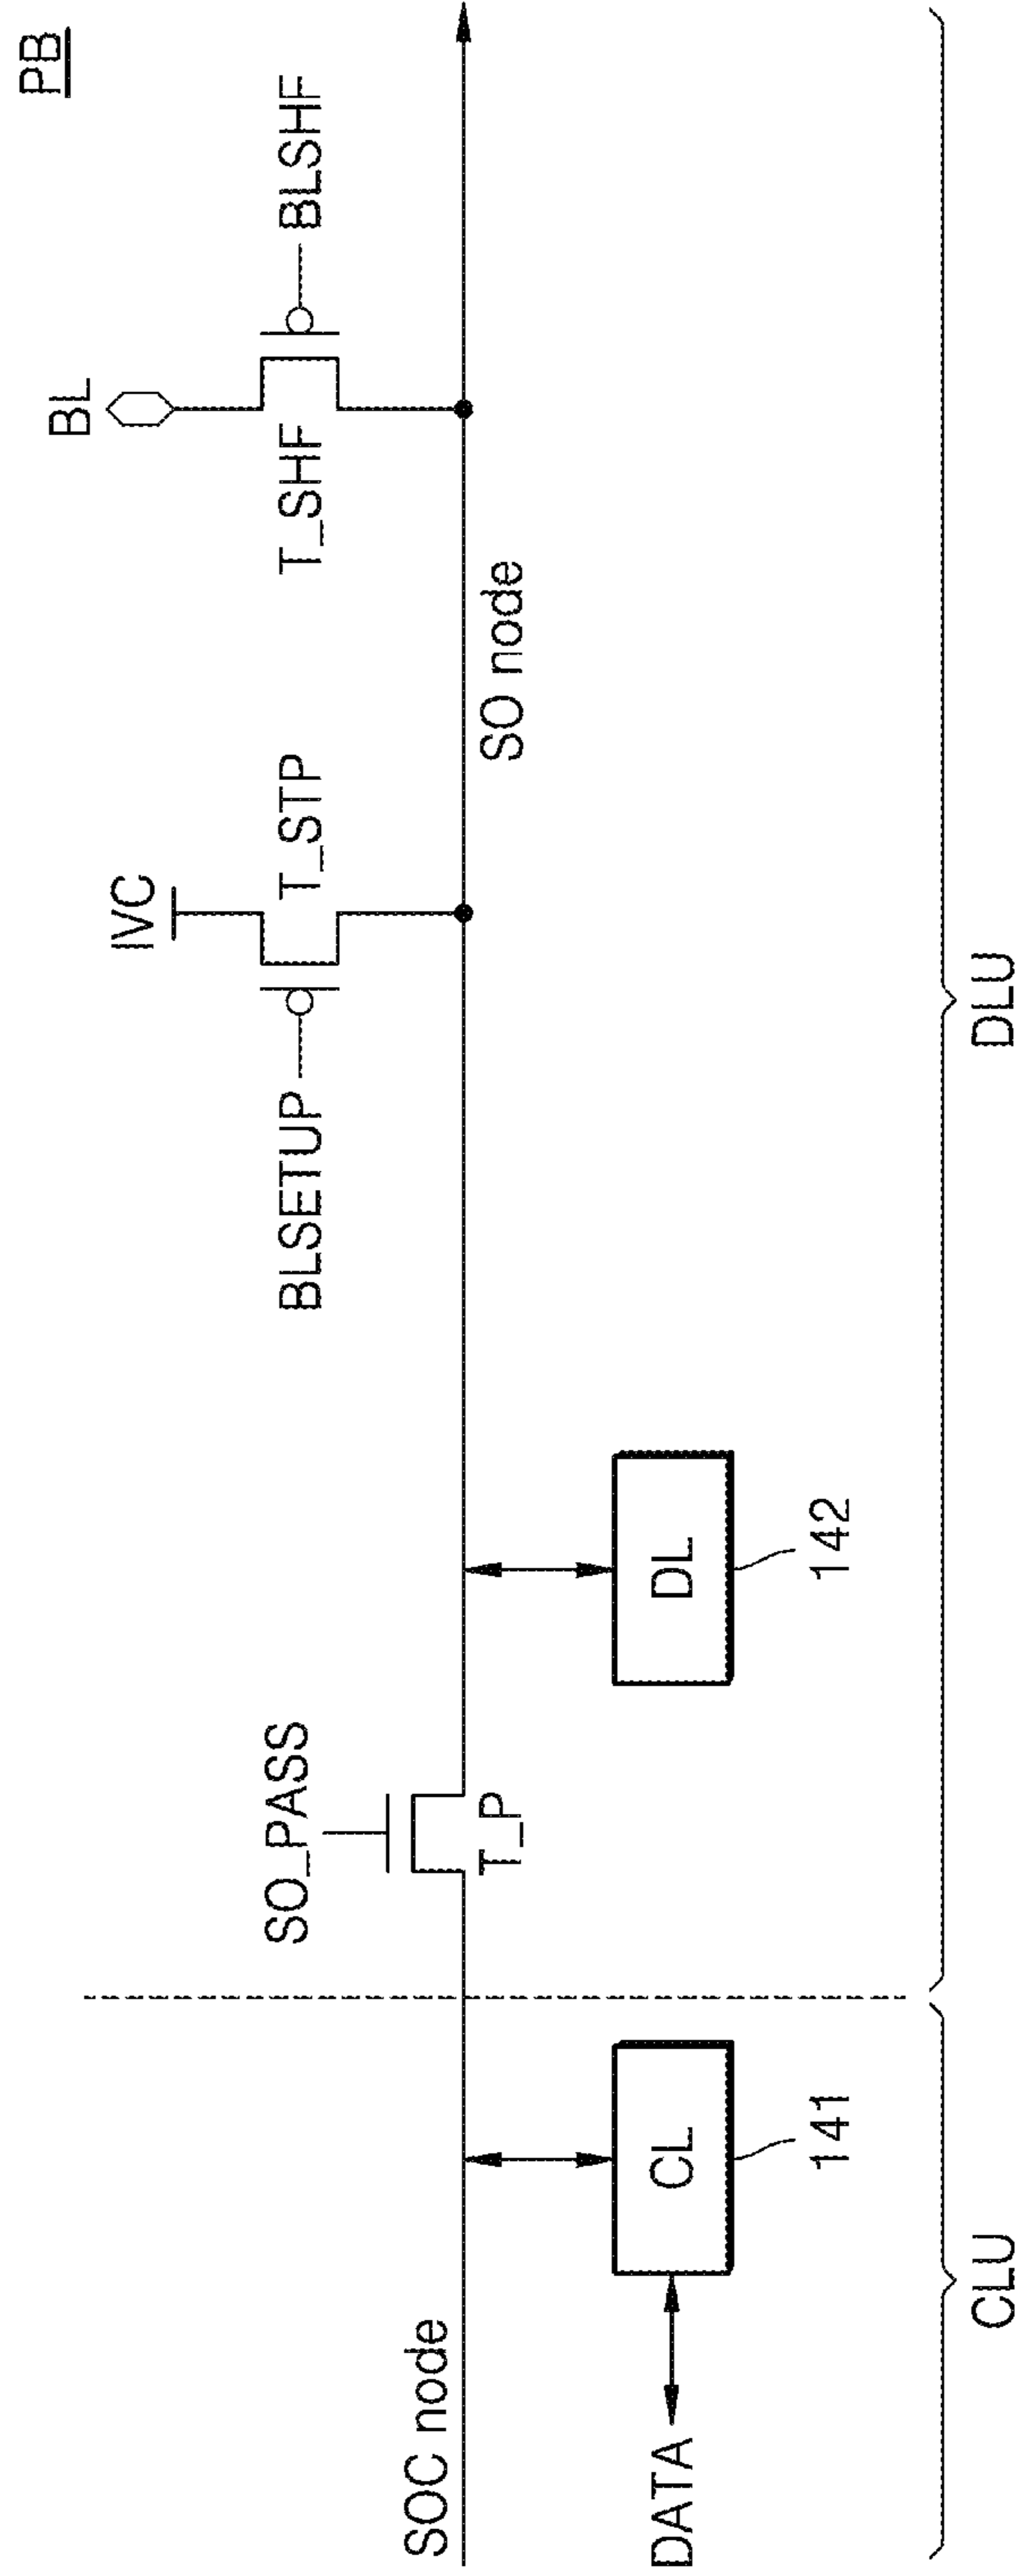 PB
IVC
BL
SO_PASS
BLSETUP
T_STP
T_SHF
BLSHF
SOC node
T_P
SO node
DATA
CL
DL
141
142
CLU
DLU